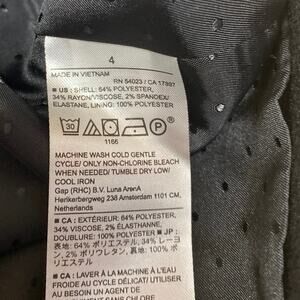 4
MADE IN VIETNAM
RN 54023 / CA 17897
■ US : SHELL: 64% POLYESTER,
34% RAYON/VISCOSE, 2% SPANDEX/
ELASTANE, LINING: 100% POLYESTER
30
P
1166
MACHINE WASH COLD GENTLE
CYCLE/ ONLY NON-CHLORINE BLEACH
WHEN NEEDED/ TUMBLE DRY LOW/
COOL IRON
Gap (RHC) B.V. Luna ArenA
Herikerbergweg 238 Amsterdam 1101 CM,
Netherlands
■ CA : EXTÉRIEUR: 64% POLYESTER,
34% VISCOSE, 2% ÉLASTHANNE,
DOUBLURE: 100% POLYESTER ■ JP :
表地: 64% ポリエステル, 34% レーヨ
ン, 2% ポリウレタン, 裏地: 100% ポ
リエステル
■ CA : LAVER À LA MACHINE À L'EAU
FROIDE AU CYCLE DÉLICAT/ UTILISER
SANS CHLORE